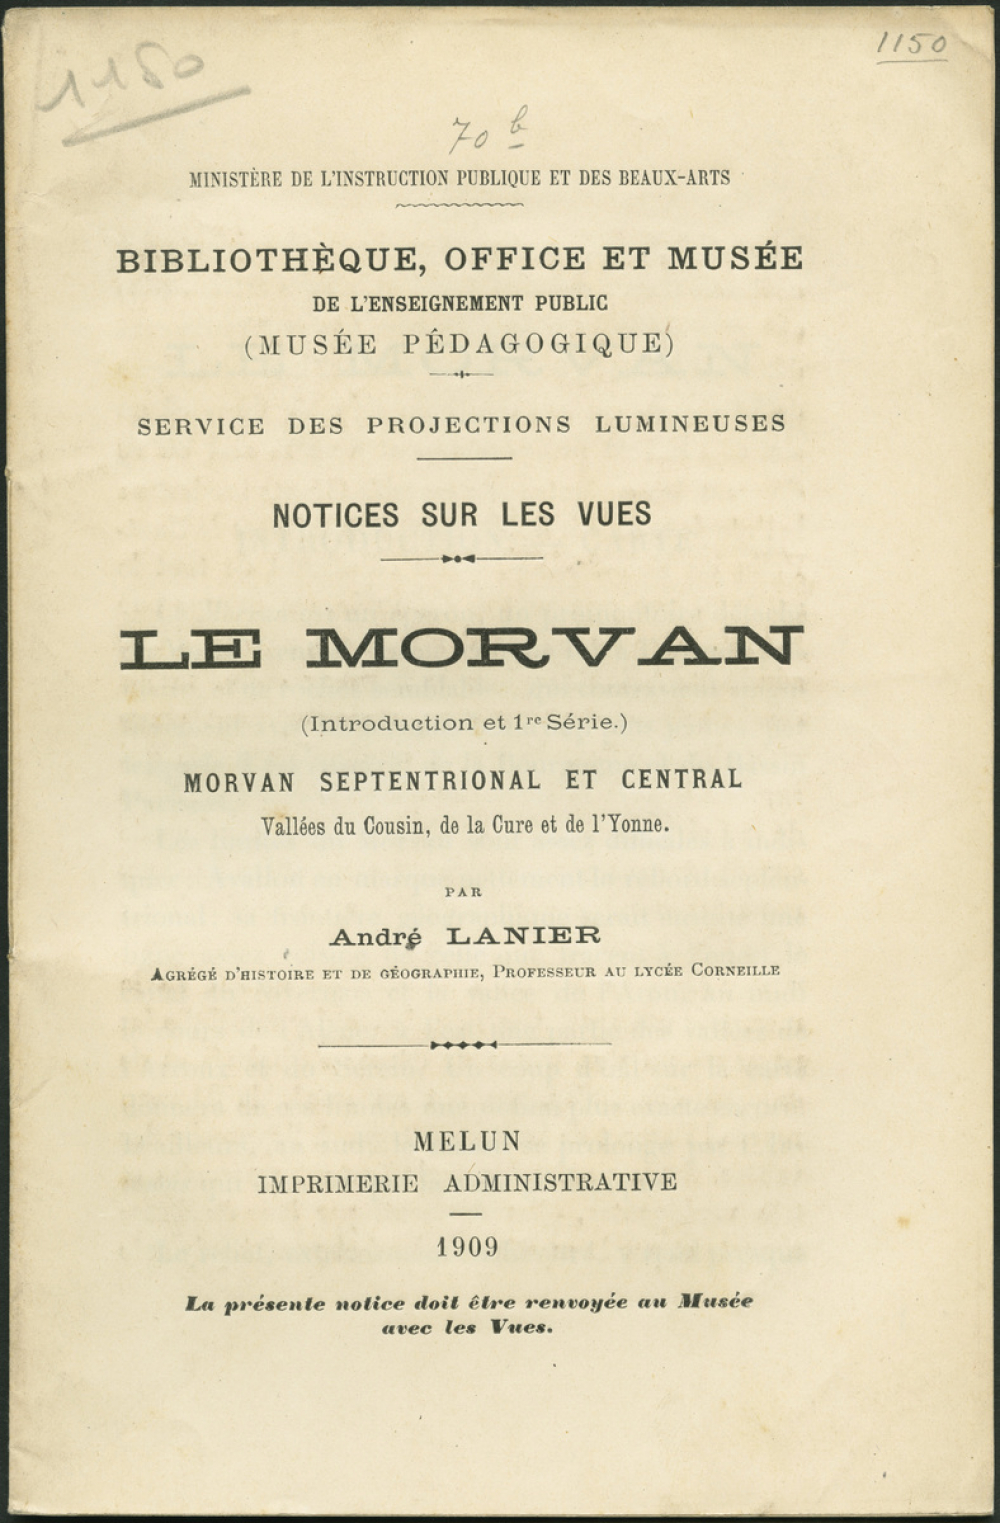 1150
1150
70 b
MINISTÈRE DE L'INSTRUCTION PUBLIQUE ET DES BEAUX-ARTS
BIBLIOTHÈQUE, OFFICE ET MUSÉE
DE L'ENSEIGNEMENT PUBLIC
(MUSÉE PÉDAGOGIQUE)
SERVICE DES PROJECTIONS LUMINEUSES
NOTICES SUR LES VUES
LE MORVAN
(Introduction et 1re Série.)
MORVAN SEPTENTRIONAL ET CENTRAL
Vallées du Cousin, de la Cure et de l'Yonne.
PAR
André LANIER
AGRÉGÉ D'HISTOIRE ET DE GÉOGRAPHIE, PROFESSEUR AU LYCÉE CORNEILLE
MELUN
IMPRIMERIE ADMINISTRATIVE
1909
La présente notice doit être renvoyée au Musée
avec les Vues.